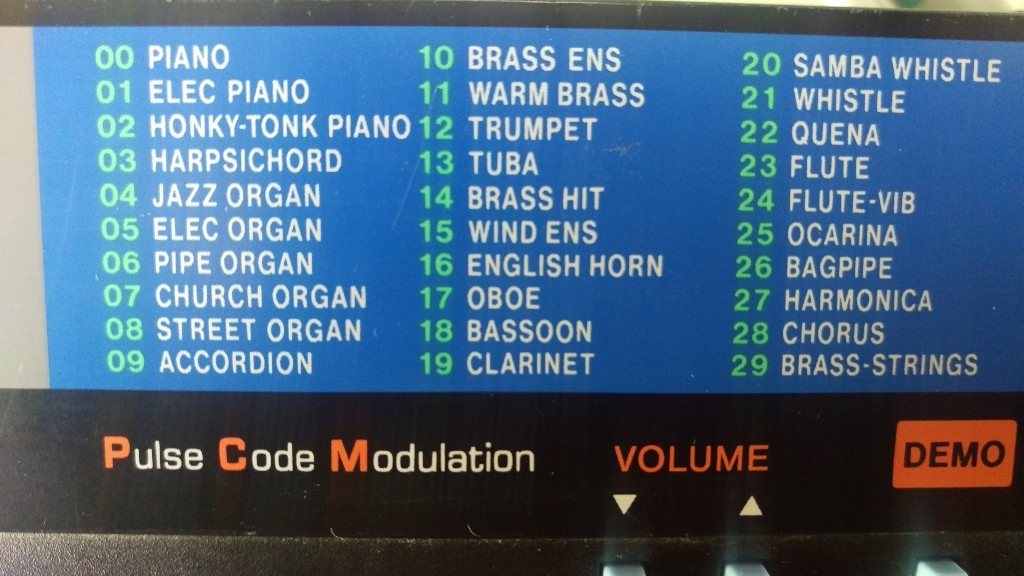 00 PIANO
01 ELEC PIANO
02 HONKY-TONK PIANO
03 HARPSICHORD
04 JAZZ ORGAN
05 ELEC ORGAN
06 PIPE ORGAN
07 CHURCH ORGAN
08 STREET ORGAN
09 ACCORDION
10 BRASS ENS
11 WARM BRASS
12 TRUMPET
13 TUBA
14 BRASS HIT
15 WIND ENS
16 ENGLISH HORN
17 OBOE
18 BASSOON
19 CLARINET
20 SAMBA WHISTLE
21 WHISTLE
22 QUENA
23 FLUTE
24 FLUTE-VIB
25 OCARINA
26 BAGPIPE
27 HARMONICA
28 CHORUS
29 BRASS-STRINGS
Pulse Code Modulation
VOLUME
DEMO